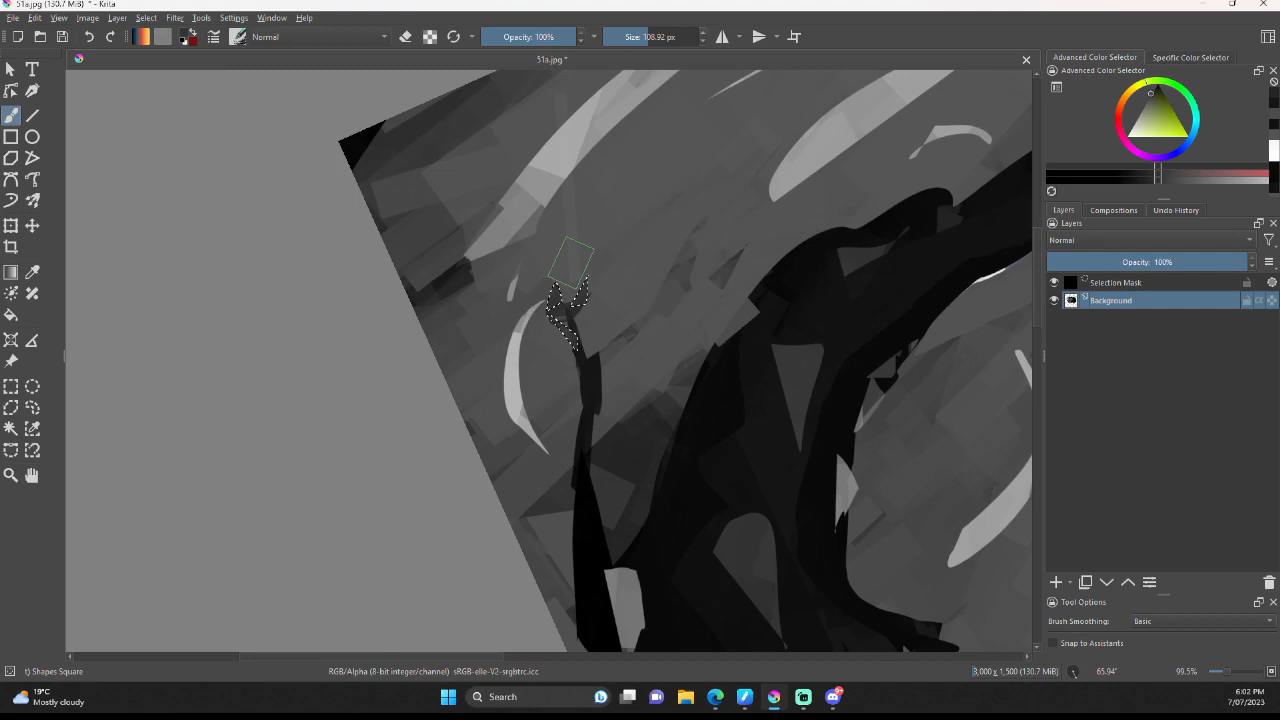 51a.jpg (130.7 MiB) * - Krita
File Edit View Image Layer Select Filter Tools Settings Window Help
Normal Opacity: 100% Size: 108.92 px
51a.jpg *
Advanced Color Selector Specific Color Selector
Advanced Color Selector
Layers Compositions Undo History
Layers
Normal
Opacity: 100%
Selection Mask
Background
Tool Options
Brush Smoothing: Basic
Snap to Assistants
t) Shapes Square RGB/Alpha (8-bit integer/channel) sRGB-elle-V2-srgbtrc.icc 3,000 x 1,500 (130.7 MiB) 65.94° 99.5%
19°C
Mostly cloudy
Search
6:02 PM
7/07/2023